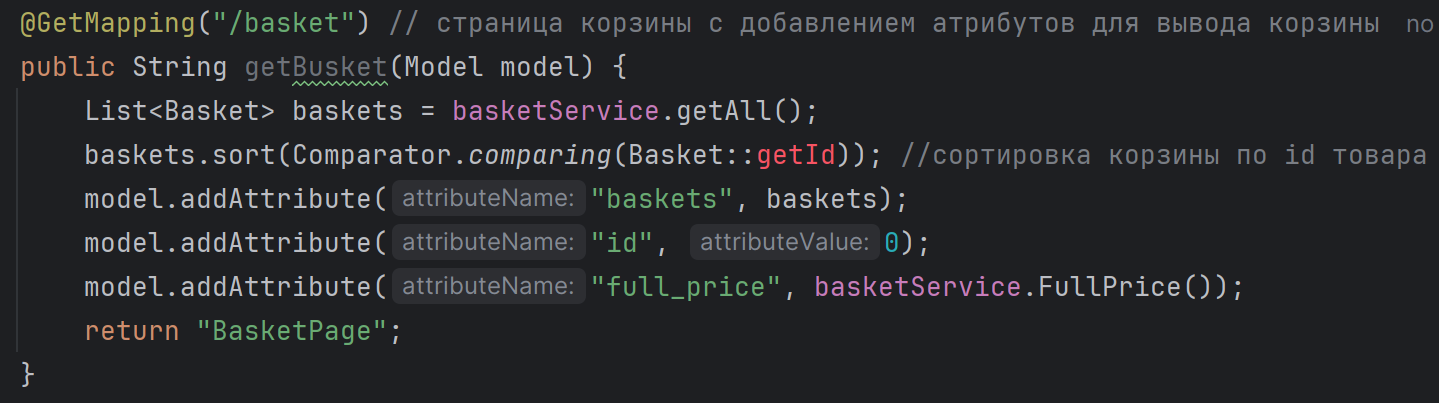 @GetMapping("/basket") // страница корзины с добавлением атрибутов для вывода корзины no
public String getBusket(Model model) {
List<Basket> baskets = basketService.getAll();
baskets.sort(Comparator.comparing(Basket::getId)); //сортировка корзины по id товара
model.addAttribute( attributeName: "baskets", baskets);
model.addAttribute( attributeName: "id", attributeValue: 0);
model.addAttribute( attributeName: "full_price", basketService.FullPrice());
return "BasketPage";
}